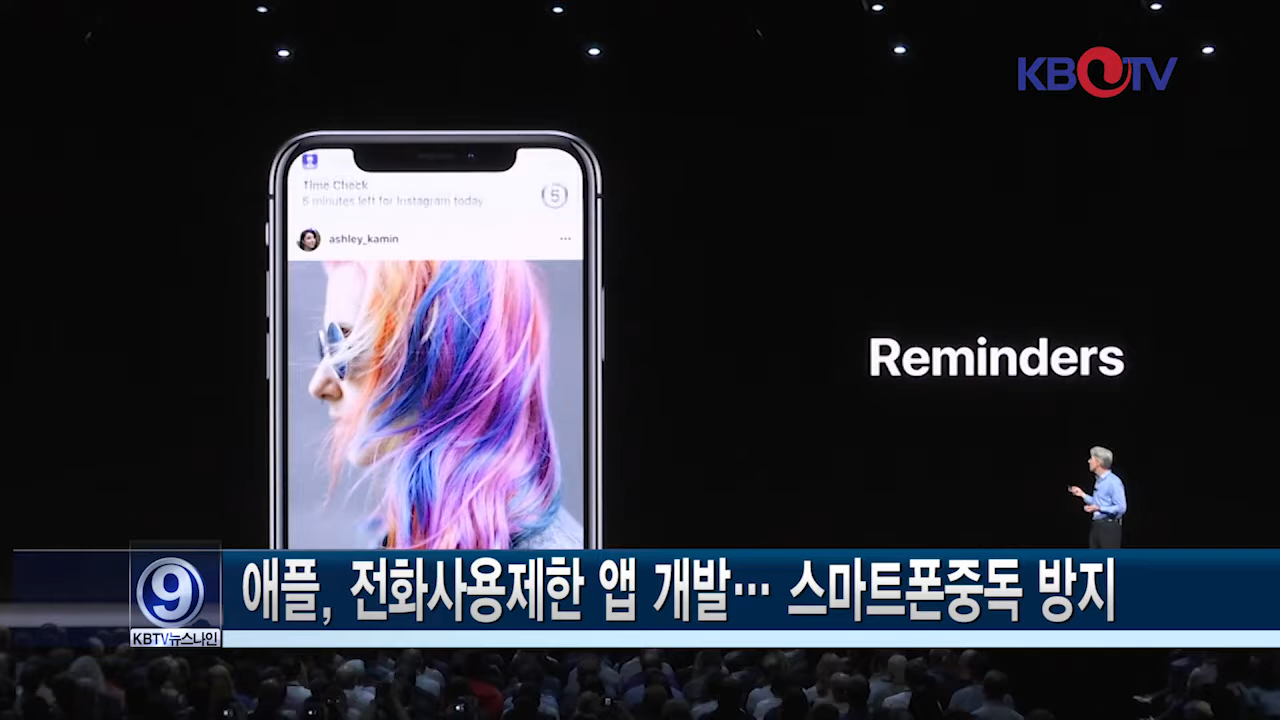 KBTV
Time Check
5 minutes left for Instagram today
5
ashley_kamin
Reminders
9
KBTV뉴스나인
애플, 전화사용제한 앱 개발… 스마트폰중독 방지